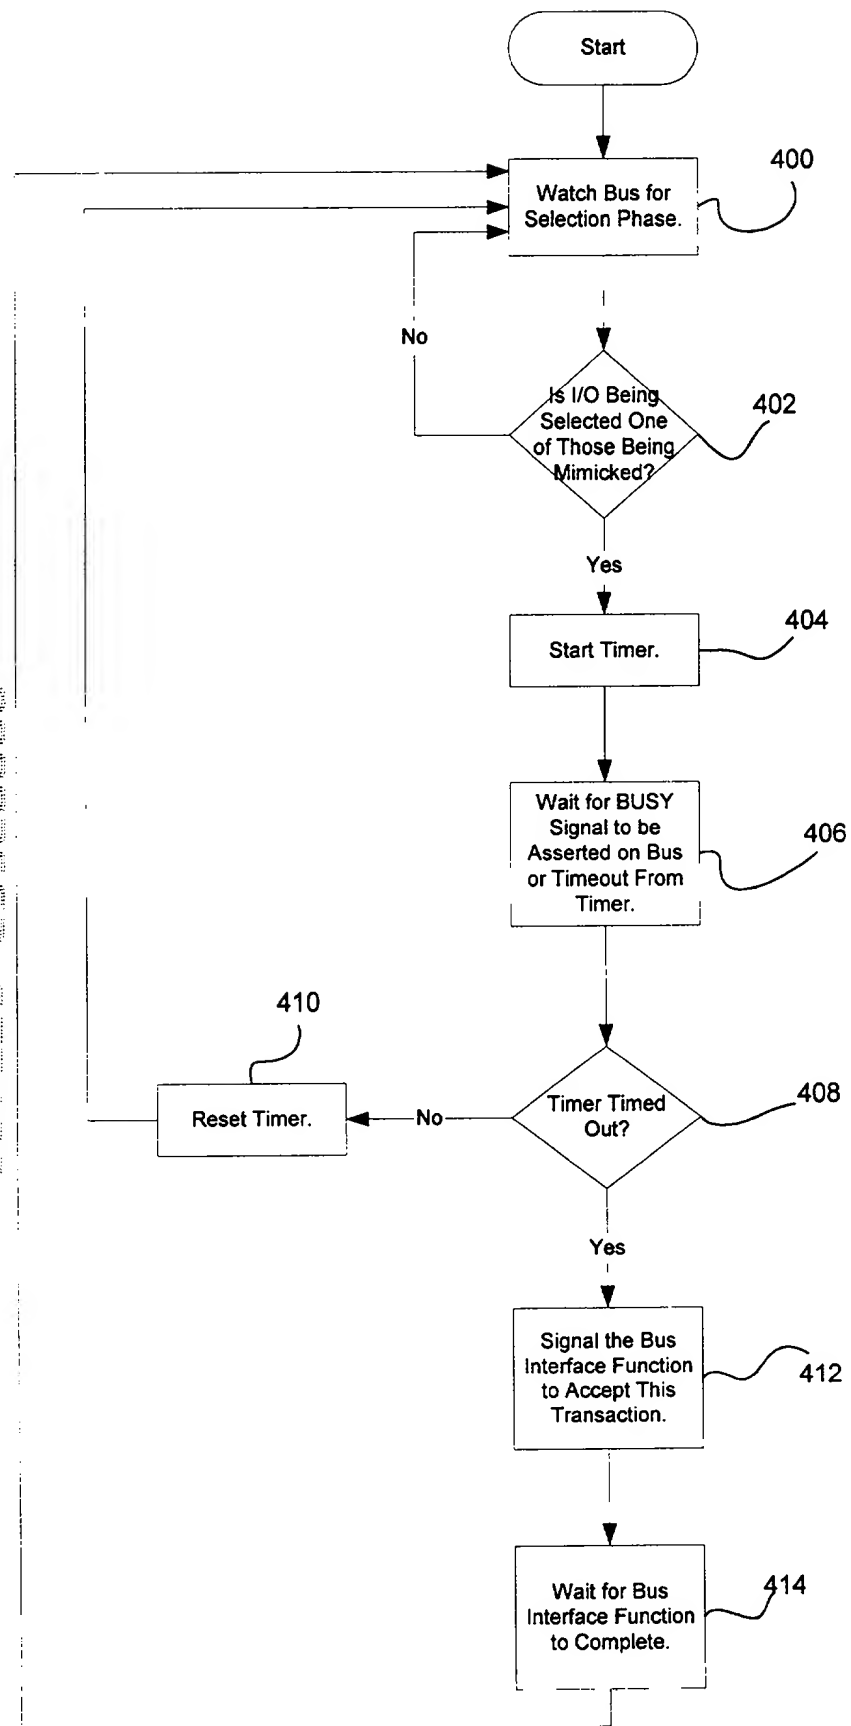 Start
400
Watch Bus for
Selection Phase.
No
Is I/O Being
Selected One
of Those Being
Mimicked?
402
Yes
404
Start Timer.
Wait for BUSY
Signal to be
Asserted on Bus
or Timeout From
Timer.
406
410
Reset Timer.
No
Timer Timed
Out?
408
Yes
Signal the Bus
Interface Function
to Accept This
Transaction.
412
Wait for Bus
Interface Function
to Complete.
414